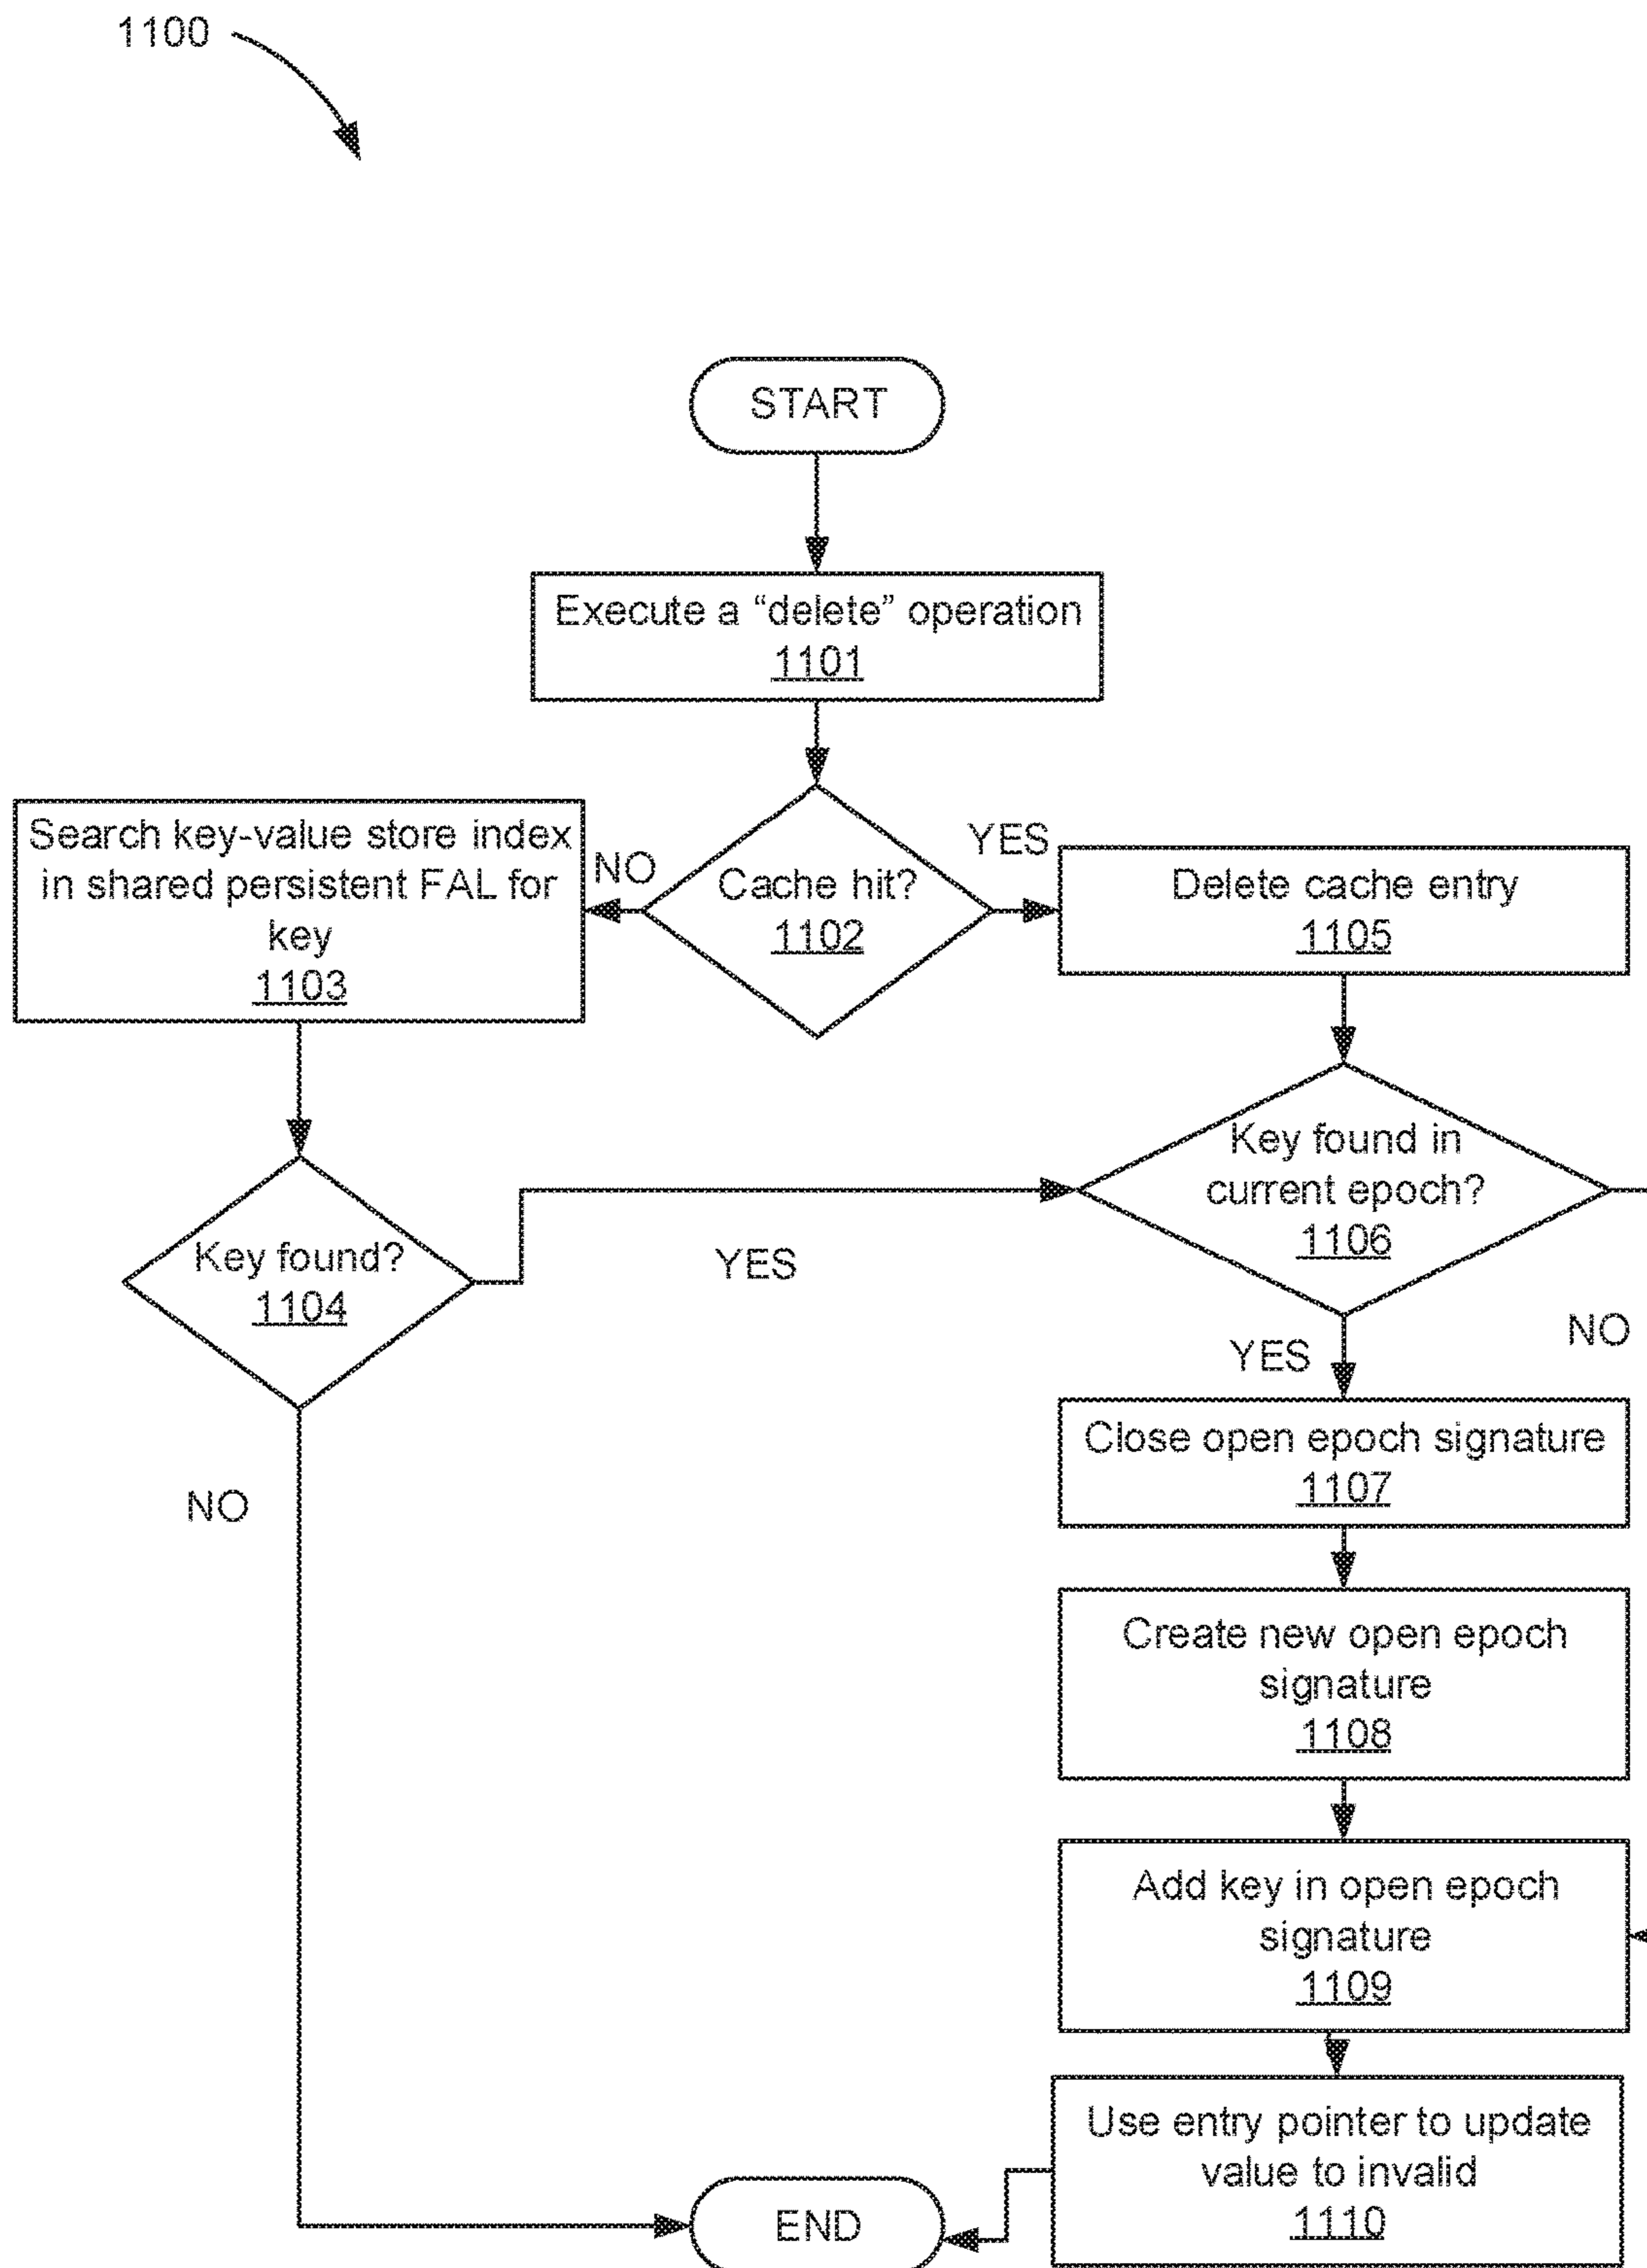 1100
START
Execute a “delete” operation
1101
Search key-value store index
in shared persistent FAL for
key
1103
NO
Cache hit?
1102
YES
Delete cache entry
1105
Key found?
1104
YES
Key found in
current epoch?
1106
NO
YES
NO
Close open epoch signature
1107
Create new open epoch
signature
1108
Add key in open epoch
signature
1109
Use entry pointer to update
value to invalid
1110
END